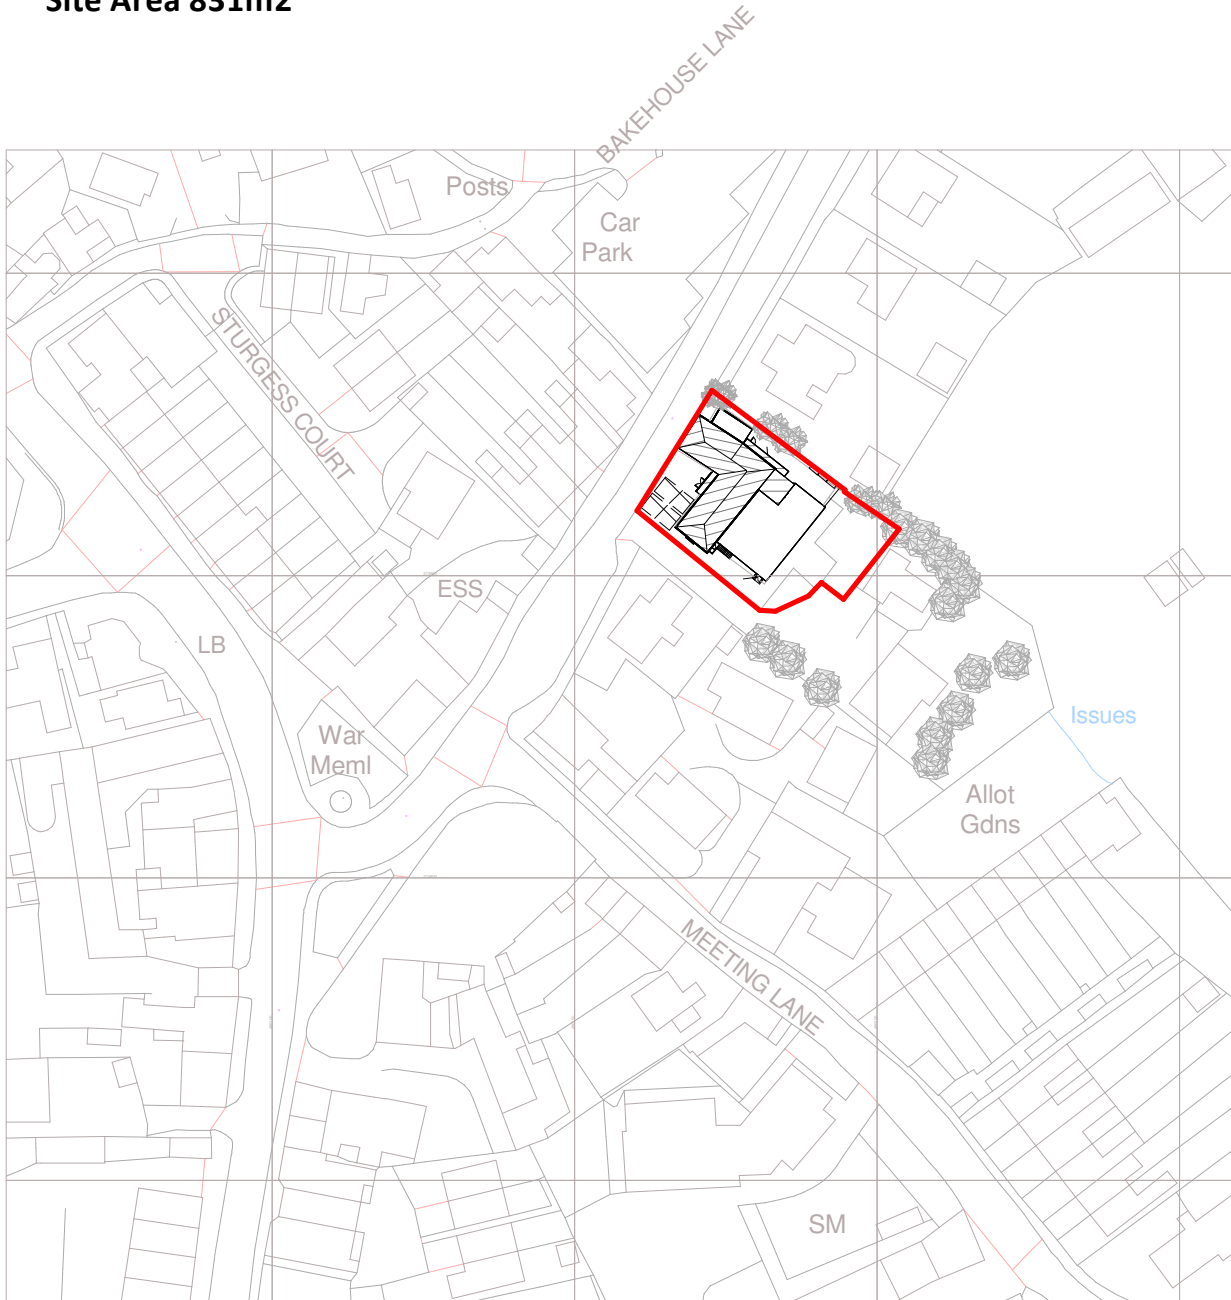 Site Area 831m2
BAKEHOUSE LANE
Posts
Car
Park
STURGESS COURT
ESS
LB
War
Meml
Issues
Allot
Gdns
MEETING LANE
SM